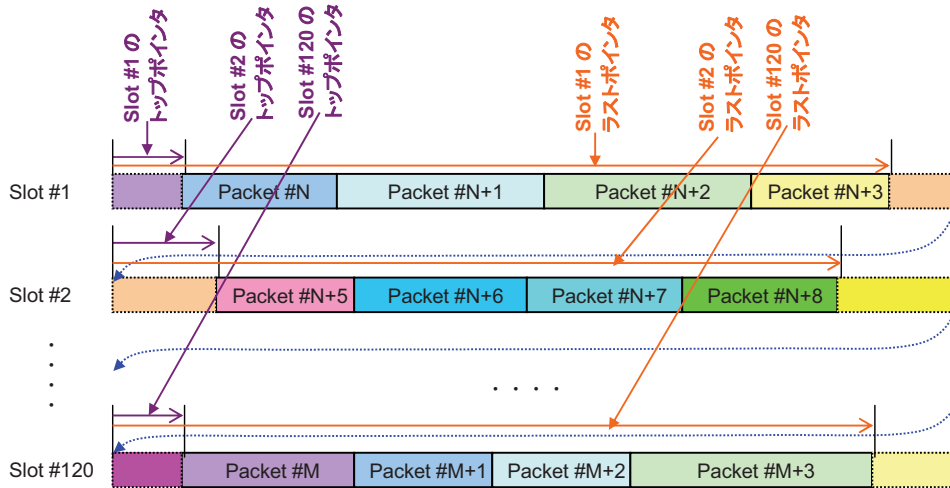 Slot #1 の
トップポインタ
Slot #2 の
トップポインタ
Slot #120 の
トップポインタ
Slot #1 の
ラストポインタ
Slot #2 の
ラストポインタ
Slot #120 の
ラストポインタ
Slot #1
Packet #N
Packet #N+1
Packet #N+2
Packet #N+3
Slot #2
Packet #N+5
Packet #N+6
Packet #N+7
Packet #N+8
. . . .
. . . .
Slot #120
Packet #M
Packet #M+1
Packet #M+2
Packet #M+3